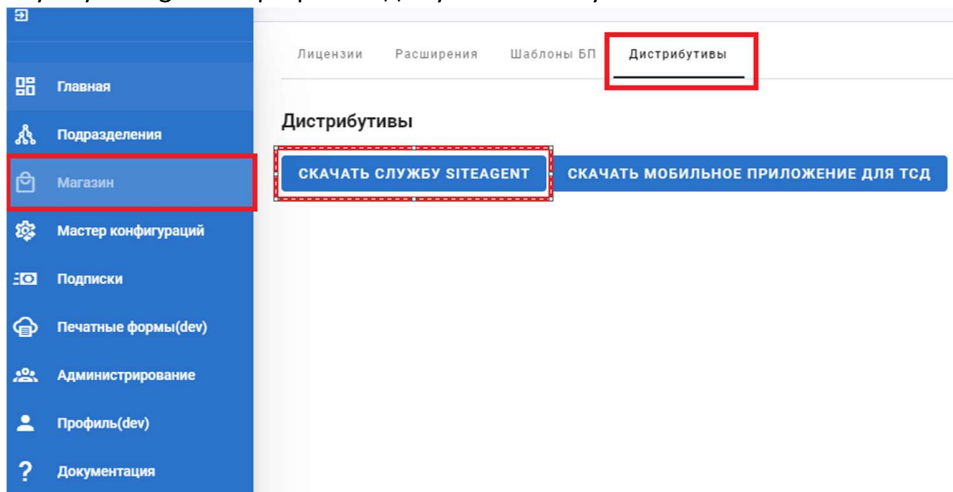 Лицензии Расширения Шаблоны БП Дистрибутивы
Главная
Подразделения
Магазин
Мастер конфигураций
Подписки
Печатные формы(dev)
Администрирование
Профиль(dev)
? Документация
Дистрибутивы
СКАЧАТЬ СЛУЖБУ SITEAGENT СКАЧАТЬ МОБИЛЬНОЕ ПРИЛОЖЕНИЕ ДЛЯ ТСД